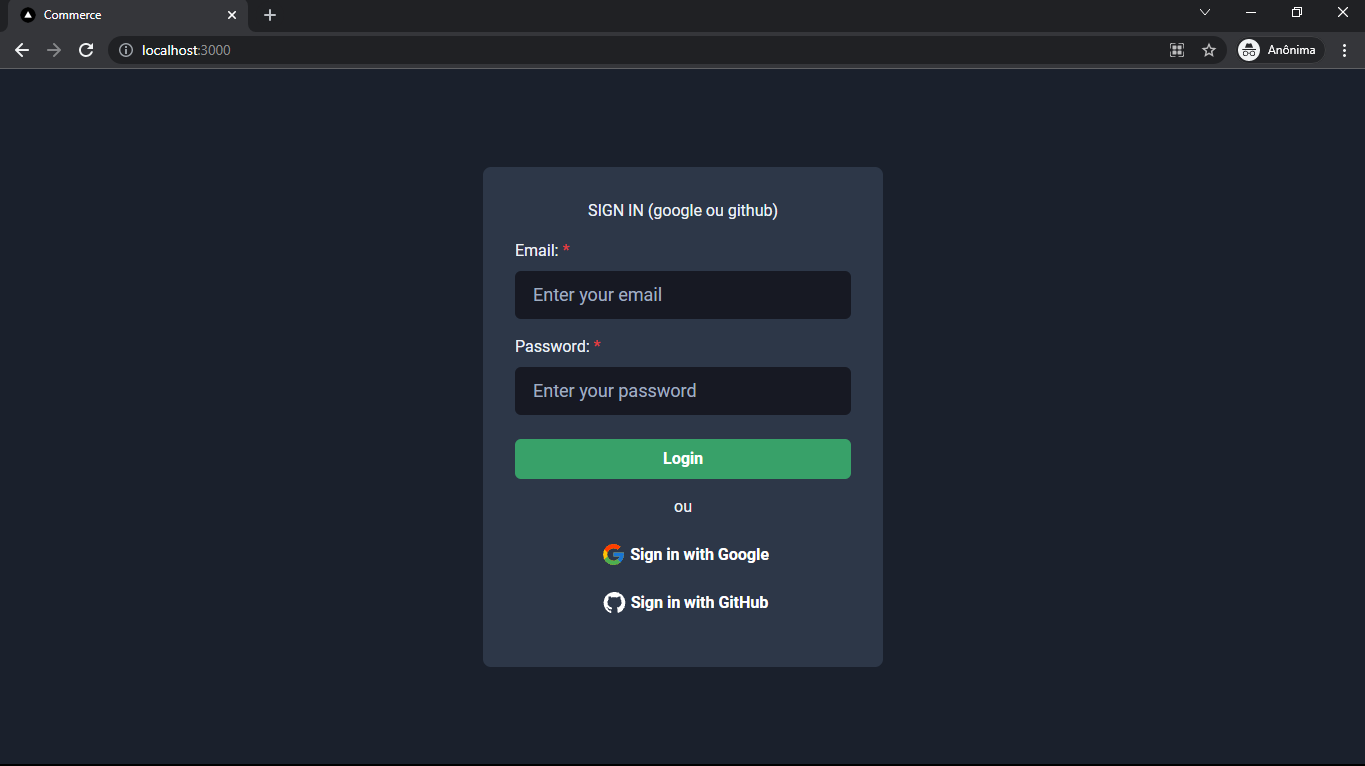 Commerce
localhost:3000
Anônima
SIGN IN (google ou github)
Email: *
Enter your email
Password: *
Enter your password
Login
ou
Sign in with Google
Sign in with GitHub